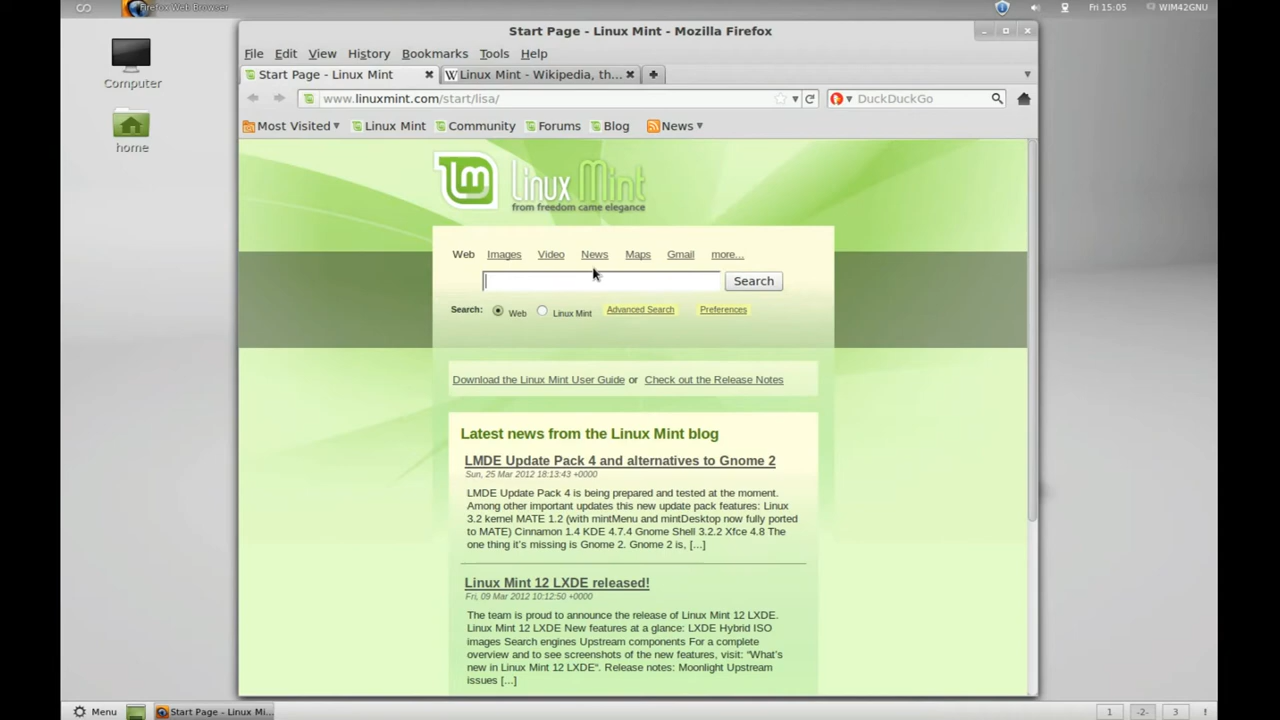 Firefox Web Browser
Fri 15:05
WIM42GNU
Start Page - Linux Mint - Mozilla Firefox
File Edit View History Bookmarks Tools Help
Start Page - Linux Mint
Linux Mint - Wikipedia, th...
www.linuxmint.com/start/lisa/
DuckDuckGo
Most Visited Linux Mint Community Forums Blog News
Computer
home
lm
Linux Mint
from freedom came elegance
Web Images Video News Maps Gmail more...
Search
Search: Web Linux Mint Advanced Search Preferences
Download the Linux Mint User Guide or Check out the Release Notes
Latest news from the Linux Mint blog
LMDE Update Pack 4 and alternatives to Gnome 2
Sun, 25 Mar 2012 18:13:43 +0000
LMDE Update Pack 4 is being prepared and tested at the moment.
Among other important updates this new update pack features: Linux
3.2 kernel MATE 1.2 (with mintMenu and mintDesktop now fully ported
to MATE) Cinnamon 1.4 KDE 4.7.4 Gnome Shell 3.2.2 Xfce 4.8 The
one thing it's missing is Gnome 2. Gnome 2 is, [...]
Linux Mint 12 LXDE released!
Fri, 09 Mar 2012 10:12:50 +0000
The team is proud to announce the release of Linux Mint 12 LXDE.
Linux Mint 12 LXDE New features at a glance: LXDE Hybrid ISO
images Search engines Upstream components For a complete
overview and to see screenshots of the new features, visit: "What's
new in Linux Mint 12 LXDE". Release notes: Moonlight Upstream
issues [...]
Menu
Start Page - Linux Mi...
1 -2- 3 !